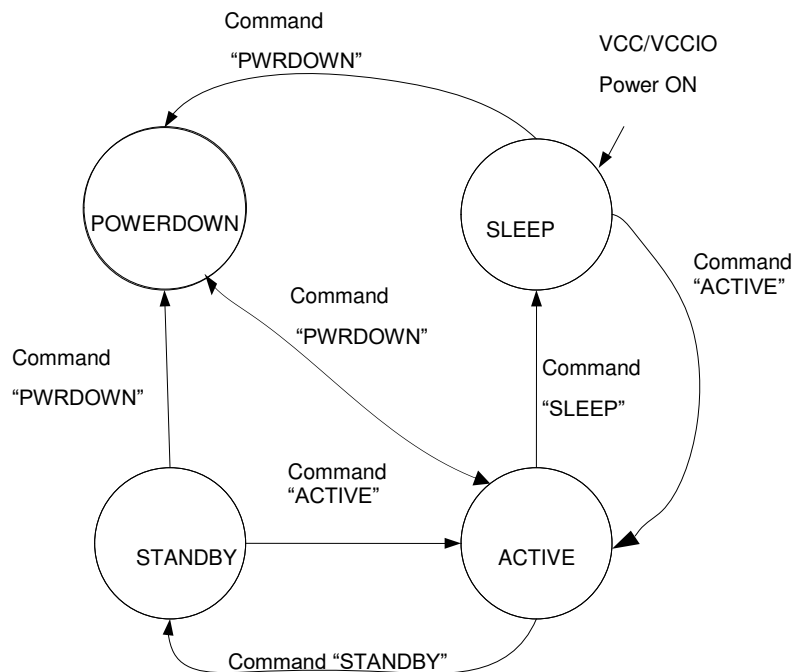 Command
“PWRDOWN”
VCC/VCCIO
Power ON
POWERDOWN
SLEEP
Command
“ACTIVE”
Command
“PWRDOWN”
Command
“PWRDOWN”
Command
“SLEEP”
Command
“ACTIVE”
STANDBY
ACTIVE
Command “STANDBY”